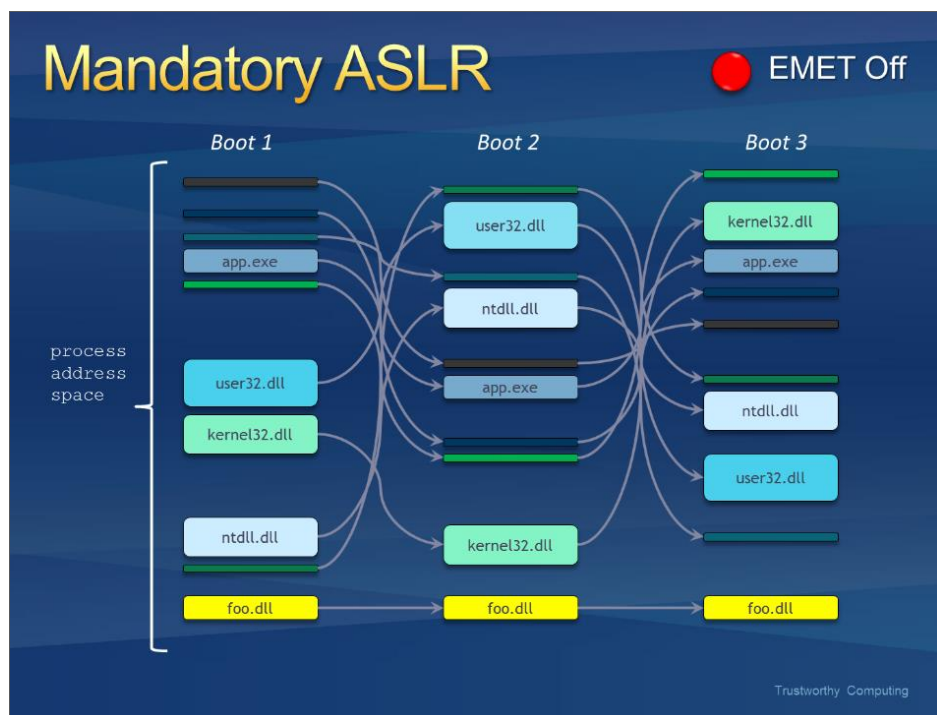 Mandatory ASLR
EMET Off
Boot 1
Boot 2
Boot 3
process
address
space
app.exe
user32.dll
kernel32.dll
ntdll.dll
foo.dll
user32.dll
ntdll.dll
app.exe
kernel32.dll
foo.dll
kernel32.dll
app.exe
ntdll.dll
user32.dll
foo.dll
Trustworthy Computing